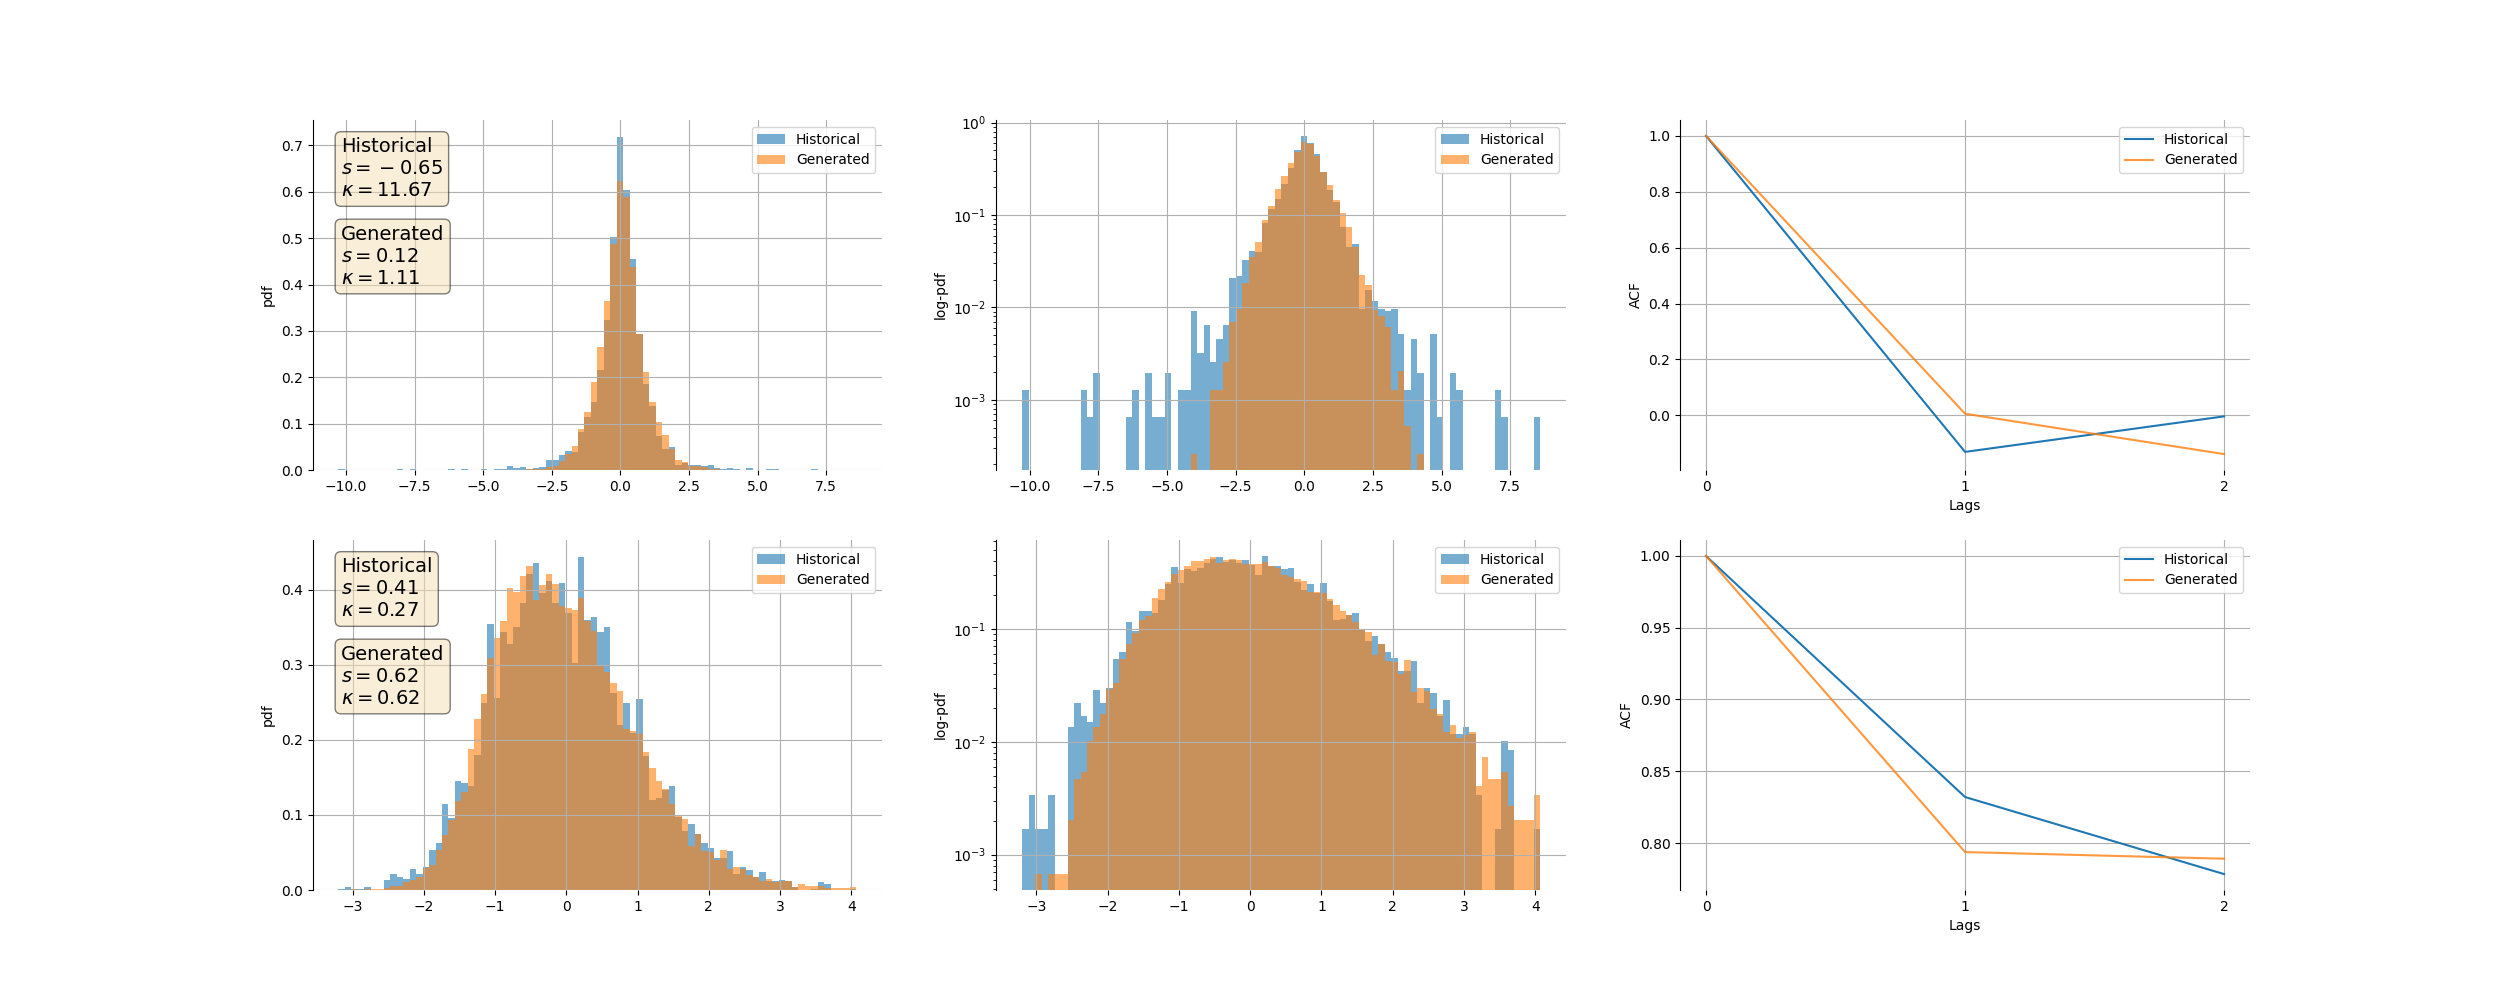 Historical
s = −0.65
κ = 11.67
Generated
s = 0.12
κ = 1.11
Historical
Generated
pdf
0.7
0.6
0.5
0.4
0.3
0.2
0.1
0.0
−10.0 −7.5 −5.0 −2.5 0.0 2.5 5.0 7.5
Historical
Generated
log-pdf
10⁰
10⁻¹
10⁻²
10⁻³
−10.0 −7.5 −5.0 −2.5 0.0 2.5 5.0 7.5
Historical
Generated
ACF
1.0
0.8
0.6
0.4
0.2
0.0
0 1 2
Lags
Historical
s = 0.41
κ = 0.27
Generated
s = 0.62
κ = 0.62
Historical
Generated
pdf
0.4
0.3
0.2
0.1
0.0
−3 −2 −1 0 1 2 3 4
Historical
Generated
log-pdf
10⁻¹
10⁻²
10⁻³
−3 −2 −1 0 1 2 3 4
Historical
Generated
ACF
1.00
0.95
0.90
0.85
0.80
0 1 2
Lags